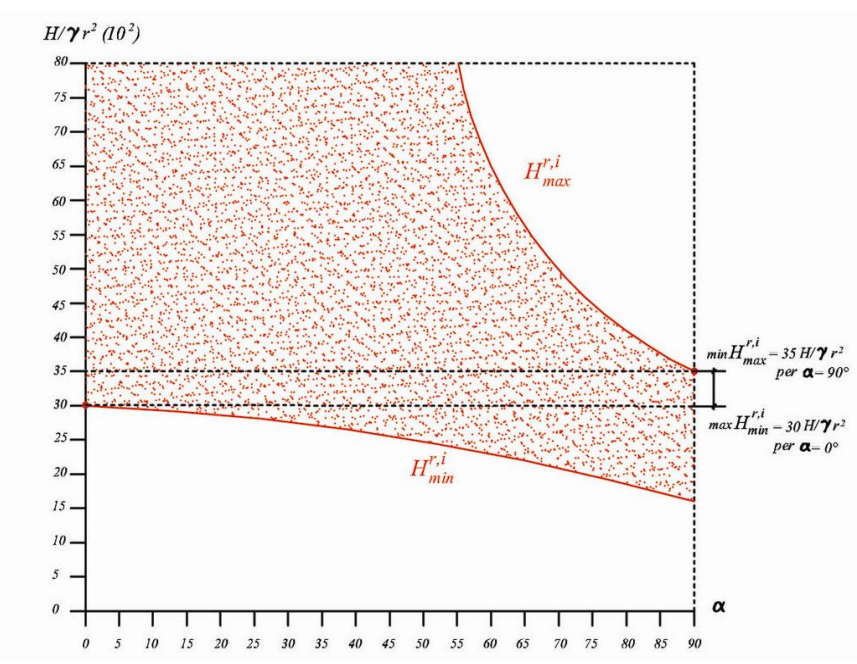 H/γ r² (10²)
80
75
70
65
60
55
50
45
40
35
30
25
20
15
10
5
0
H r,i max
H r,i min
min H r,i max = 35 H/γ r²
per α = 90°
max H r,i min = 30 H/γ r²
per α = 0°
α
0 5 10 15 20 25 30 35 40 45 50 55 60 65 70 75 80 85 90